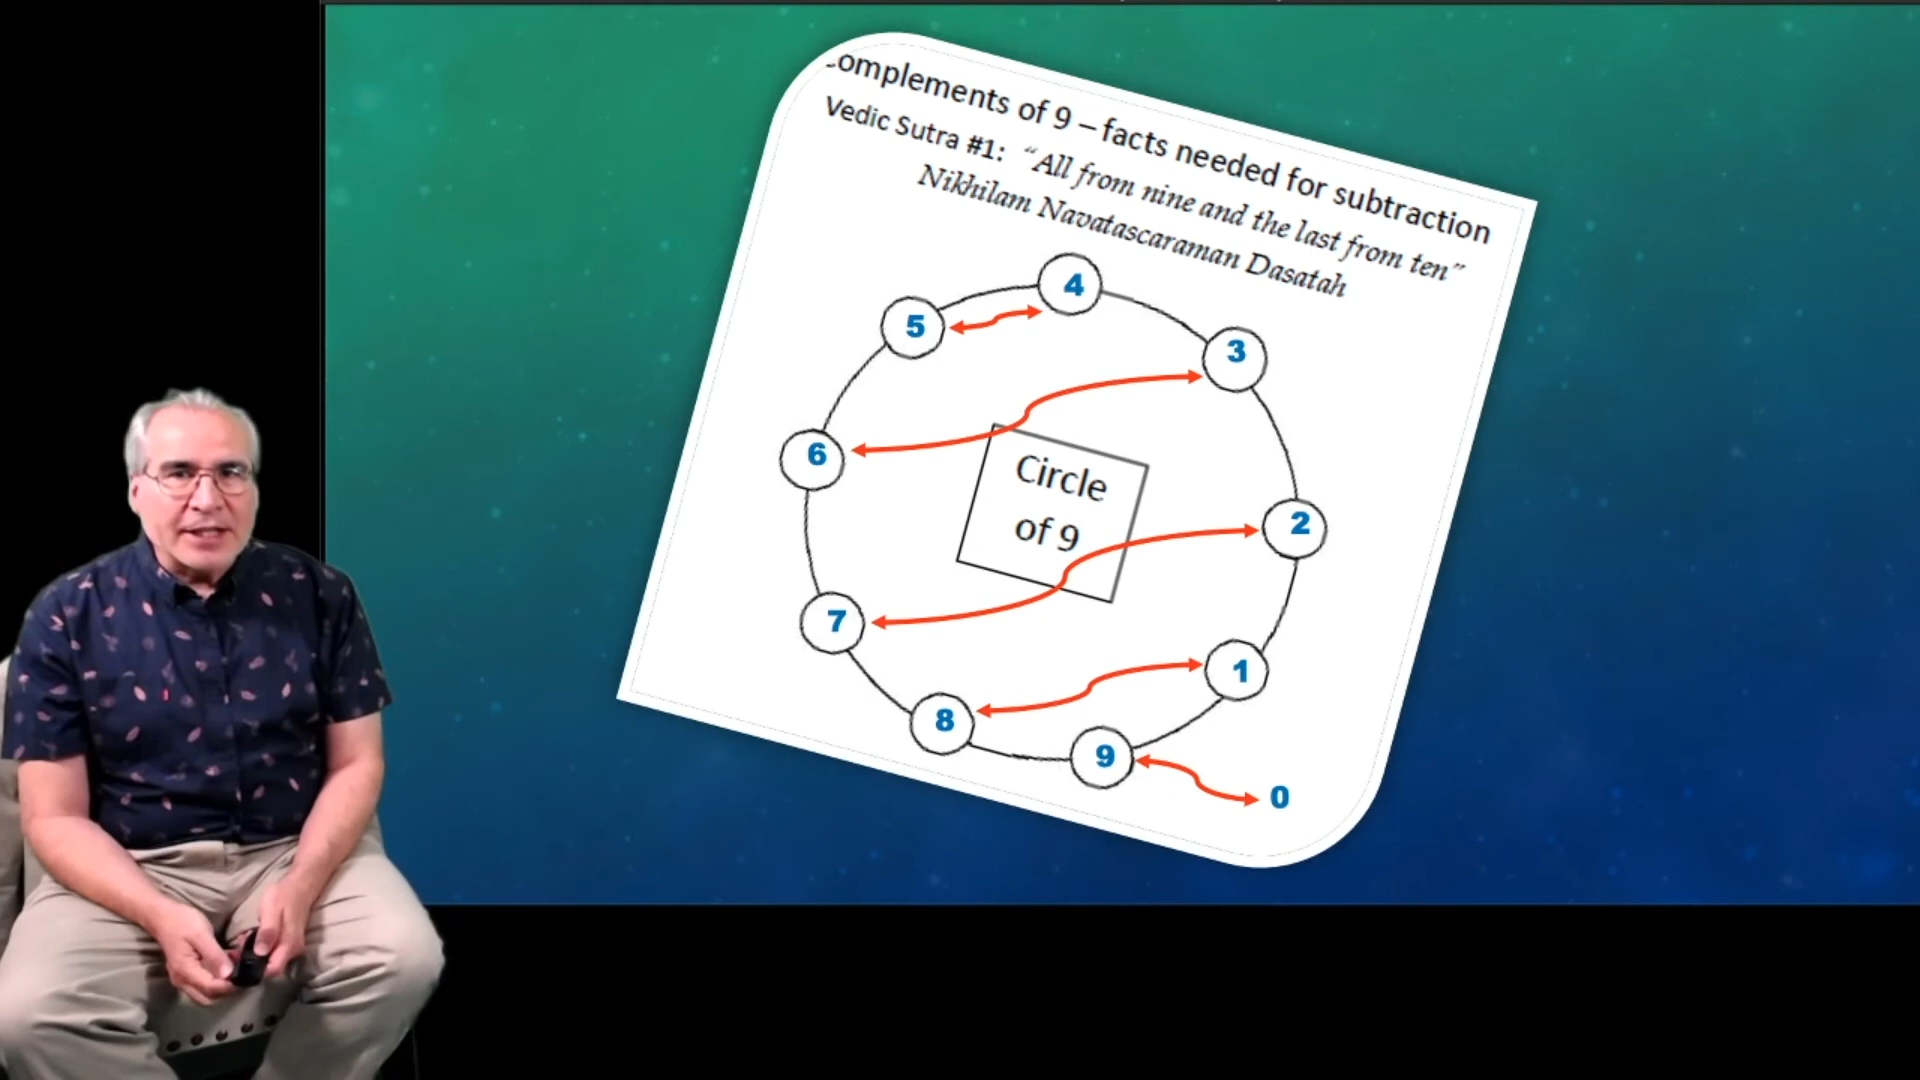 Complements of 9 – facts needed for subtraction
Vedic Sutra #1: “All from nine and the last from ten”
Nikhilam Navatascaraman Dasatah
4
5
3
6
Circle
of 9
2
7
1
8
9
0